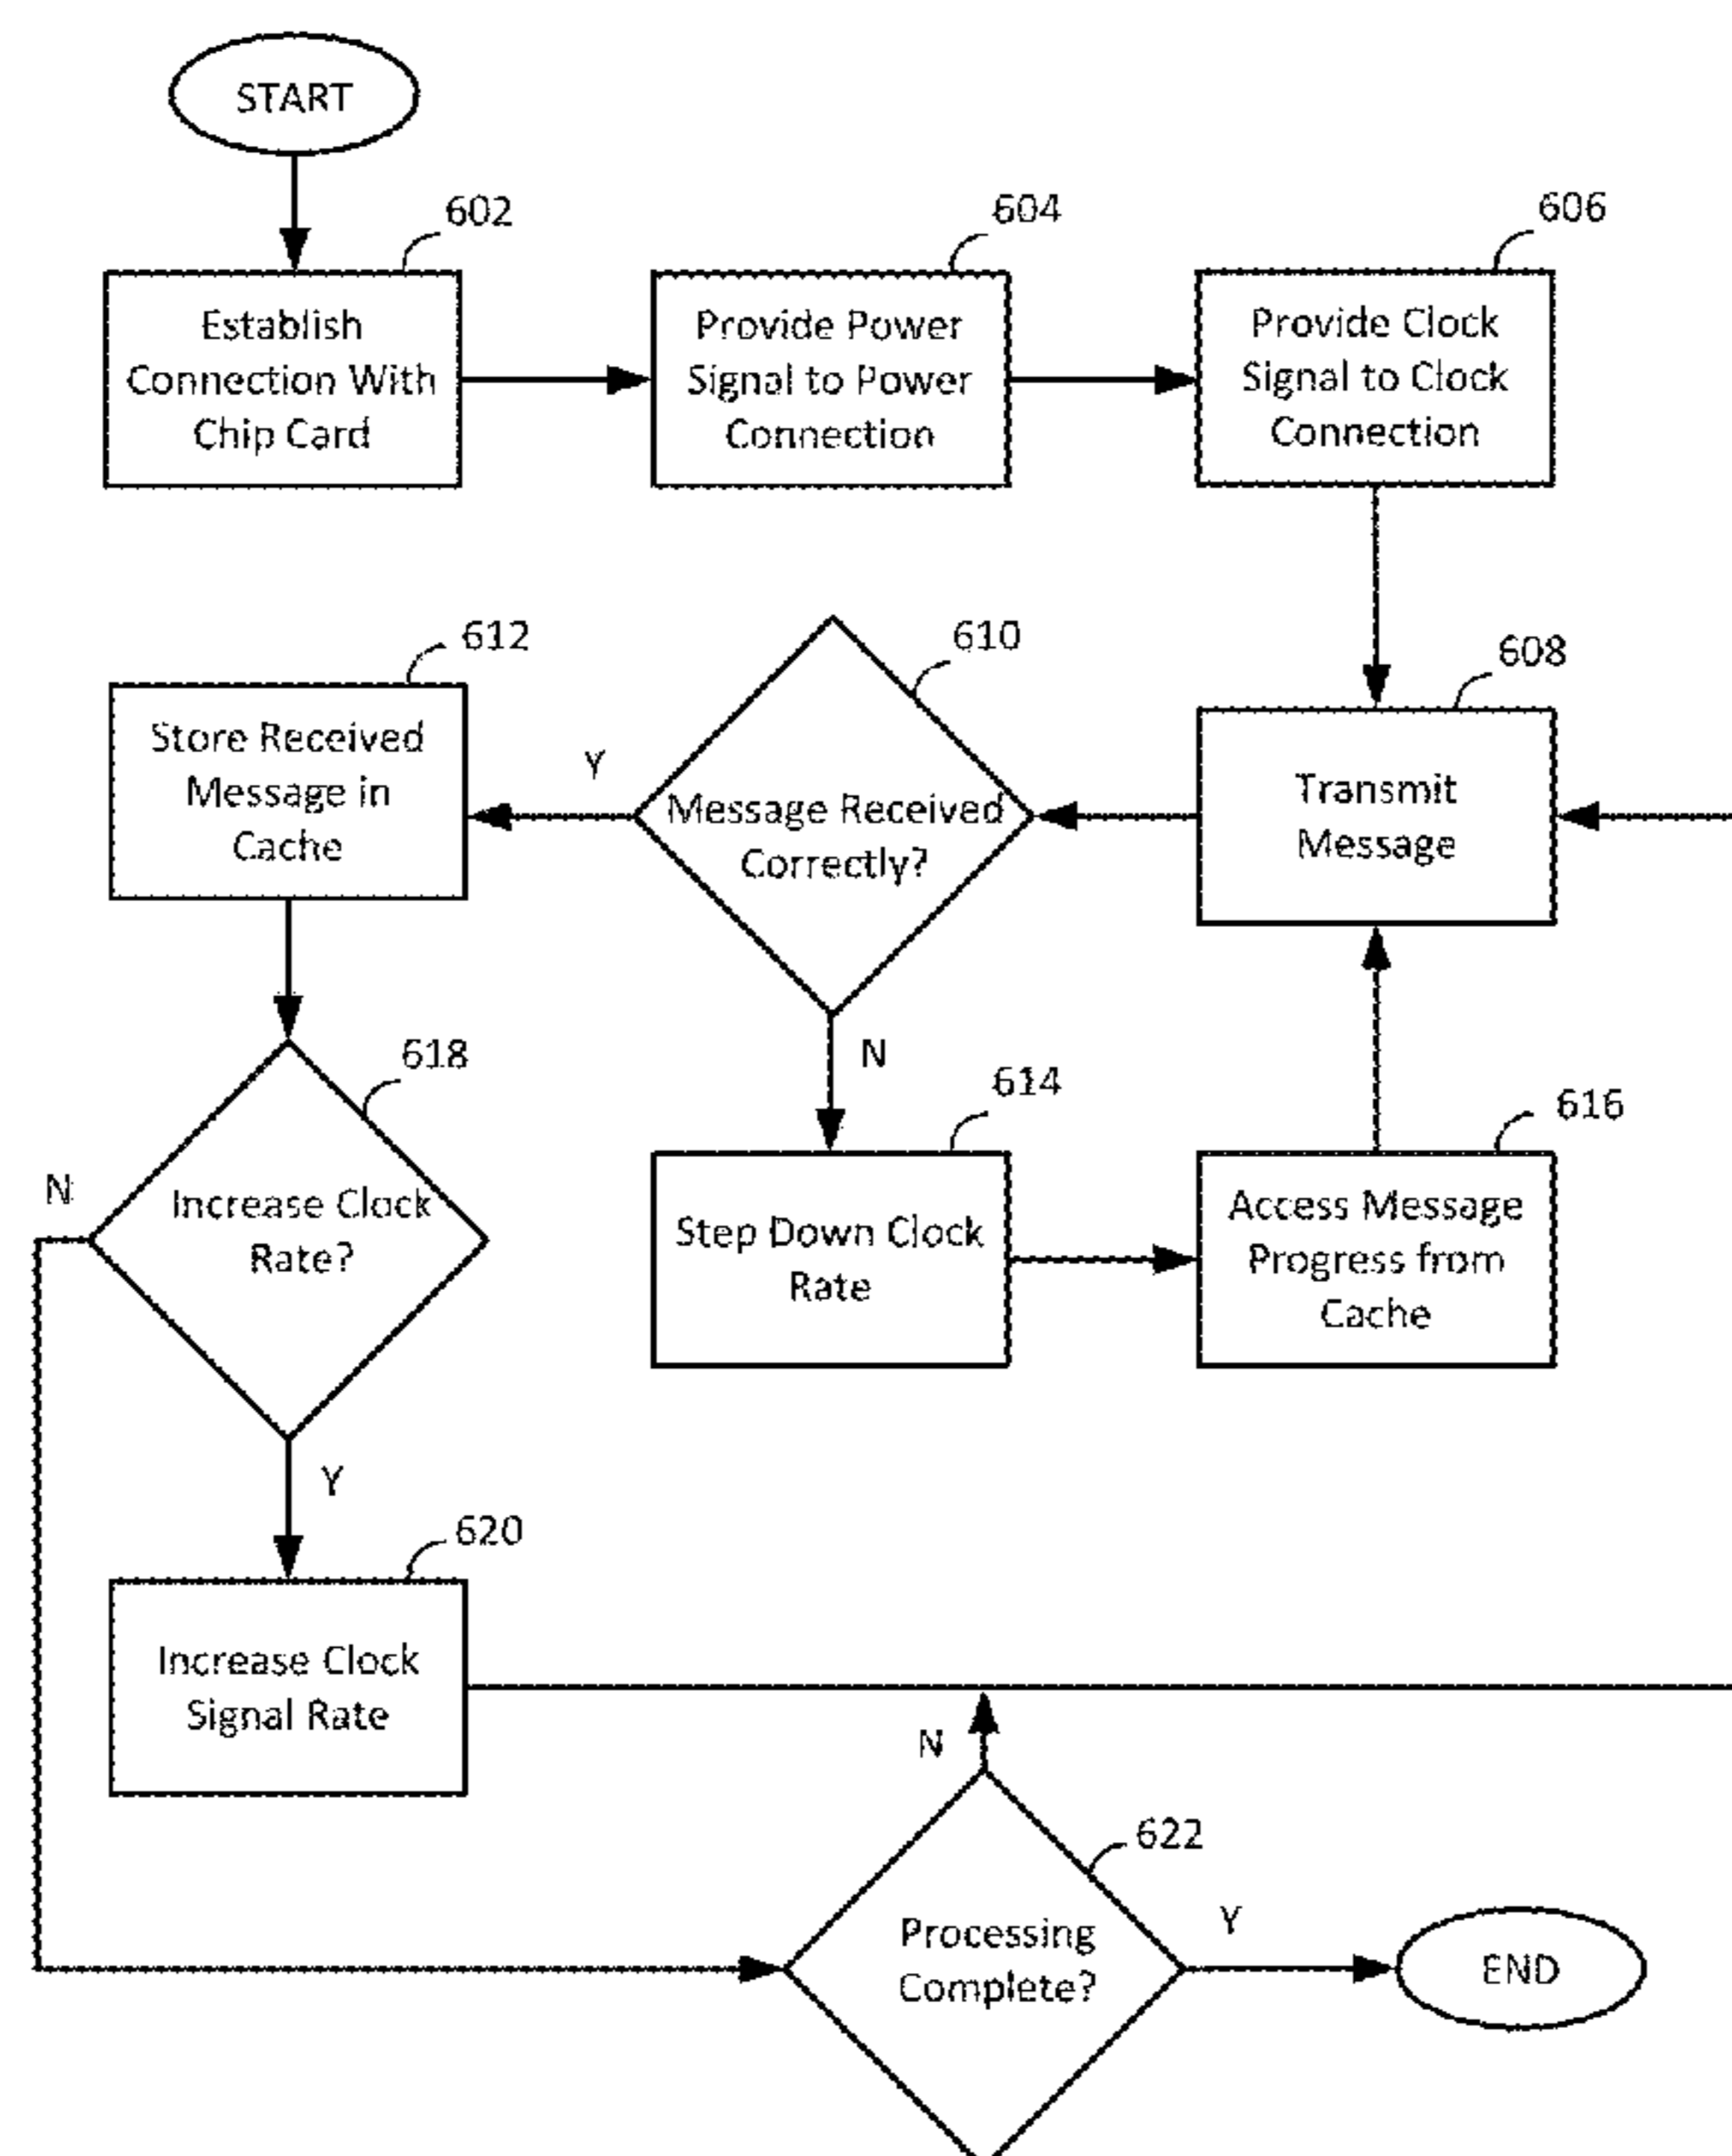 START
602
Establish
Connection With
Chip Card
604
Provide Power
Signal to Power
Connection
606
Provide Clock
Signal to Clock
Connection
612
Store Received
Message in
Cache
Y
610
Message Received
Correctly?
608
Transmit
Message
N
618
Increase Clock
Rate?
N
614
Step Down Clock
Rate
616
Access Message
Progress from
Cache
Y
620
Increase Clock
Signal Rate
N
622
Processing
Complete?
Y
END